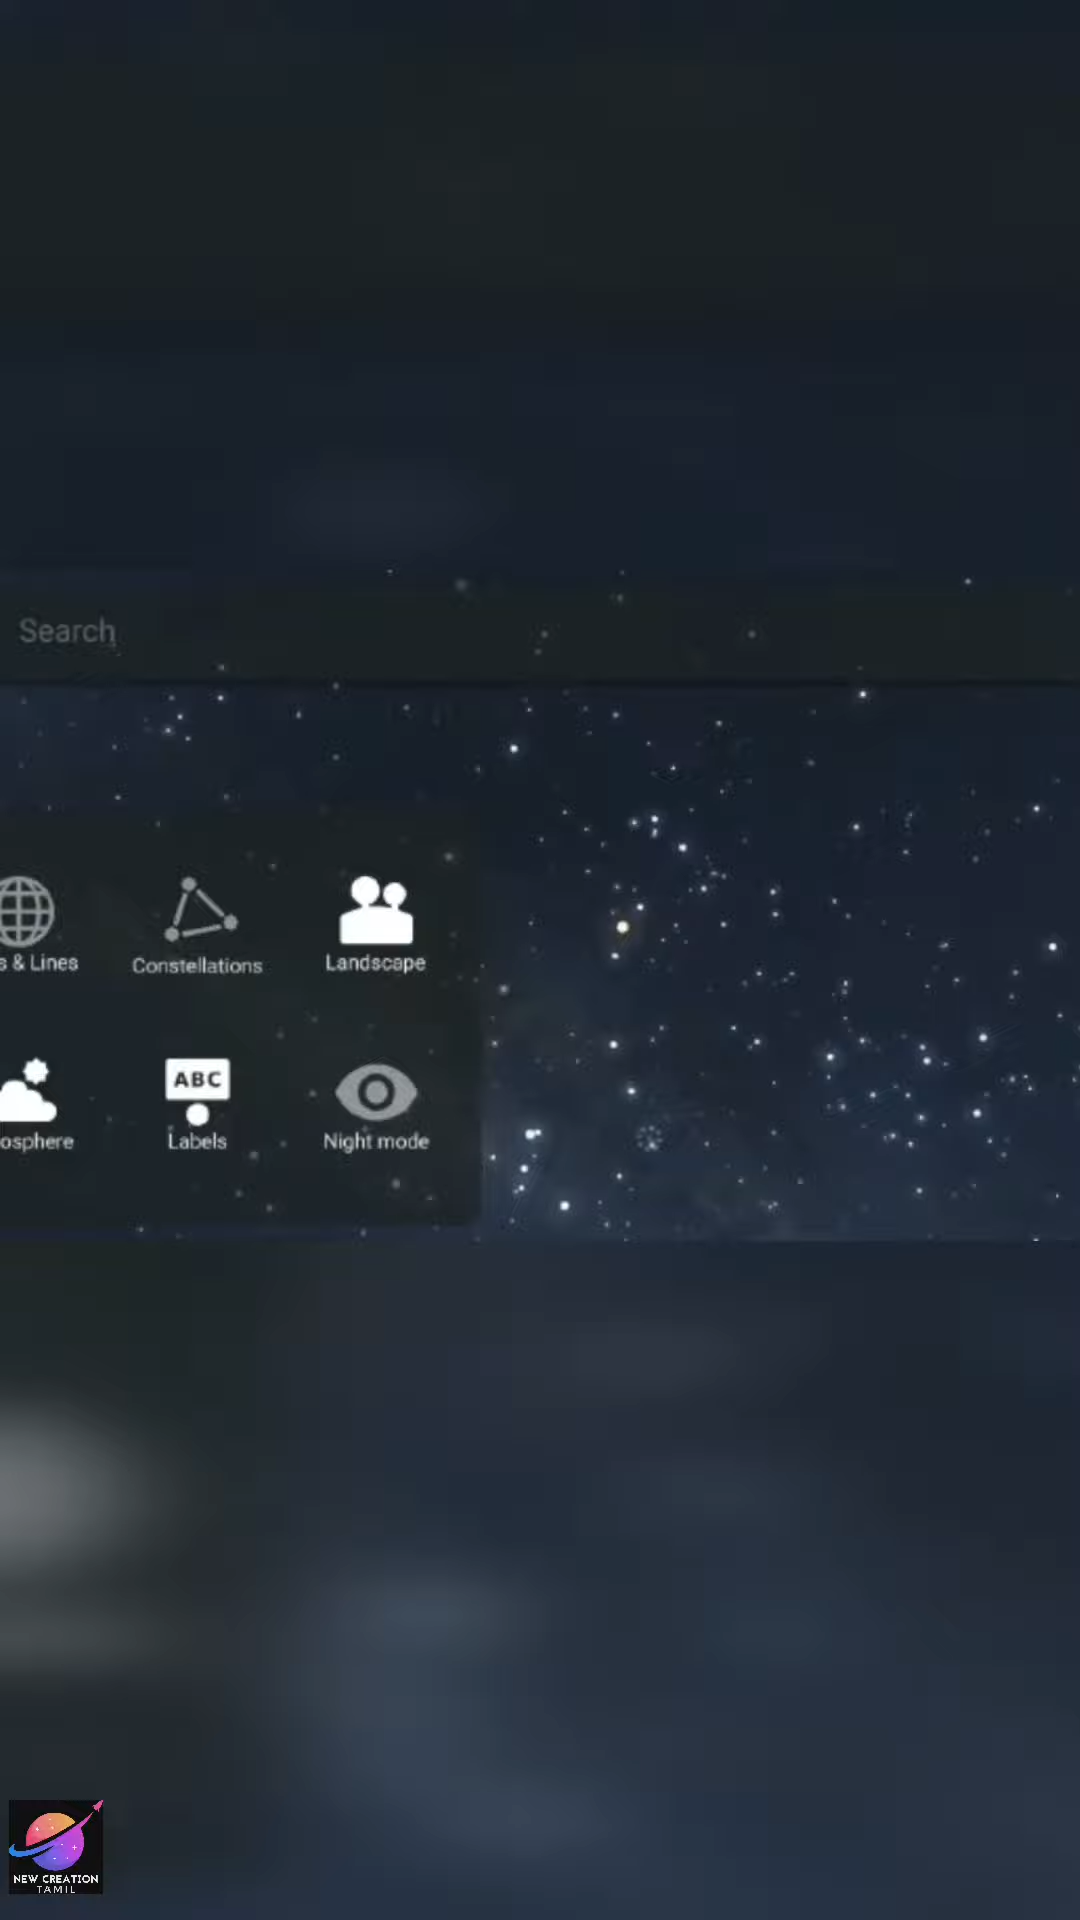 Search
s & Lines
Constellations
Landscape
ABC
osphere
Labels
Night mode
NEW CREATION
TAMIL